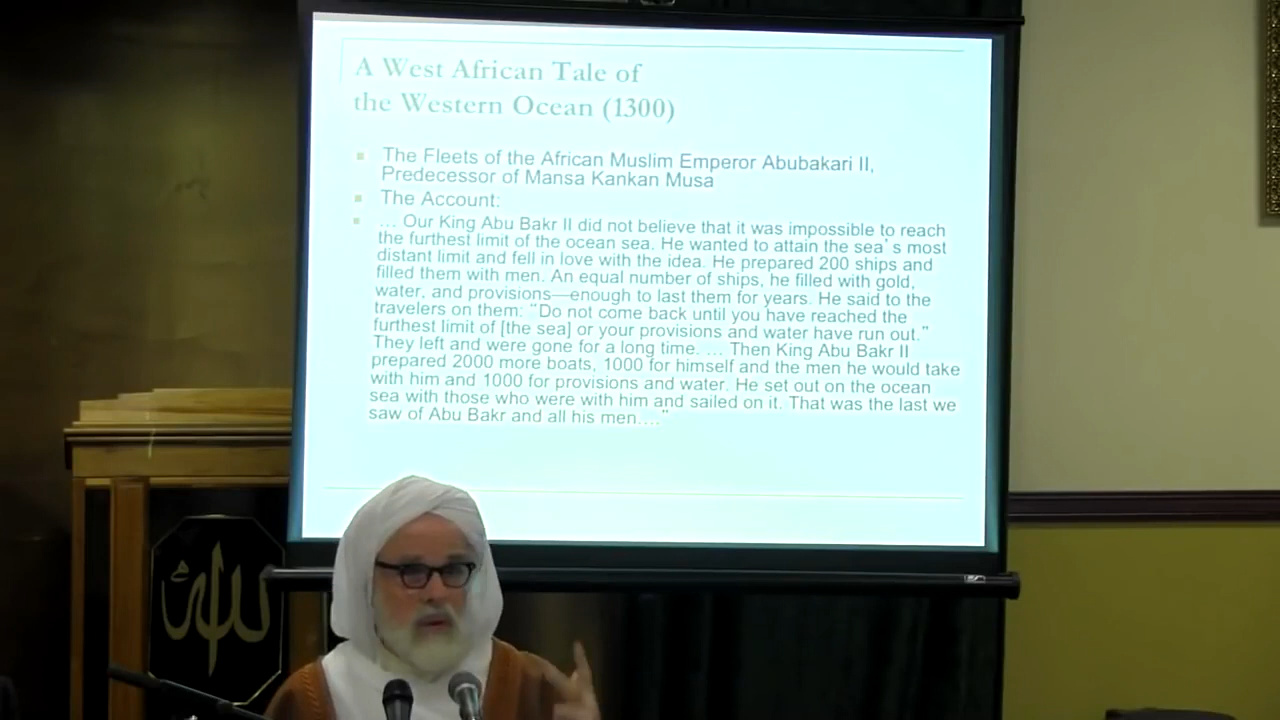 A West African Tale of
the Western Ocean (1300)
The Fleets of the African Muslim Emperor Abubakari II,
Predecessor of Mansa Kankan Musa
The Account:
… Our King Abu Bakr II did not believe that it was impossible to reach
the furthest limit of the ocean sea. He wanted to attain the sea's most
distant limit and fell in love with the idea. He prepared 200 ships and
filled them with men. An equal number of ships, he filled with gold,
water, and provisions—enough to last them for years. He said to the
travelers on them: "Do not come back until you have reached the
furthest limit of [the sea] or your provisions and water have run out."
They left and were gone for a long time. … Then King Abu Bakr II
prepared 2000 more boats, 1000 for himself and the men he would take
with him and 1000 for provisions and water. He set out on the ocean
sea with those who were with him and sailed on it. That was the last we
saw of Abu Bakr and all his men…."
الله